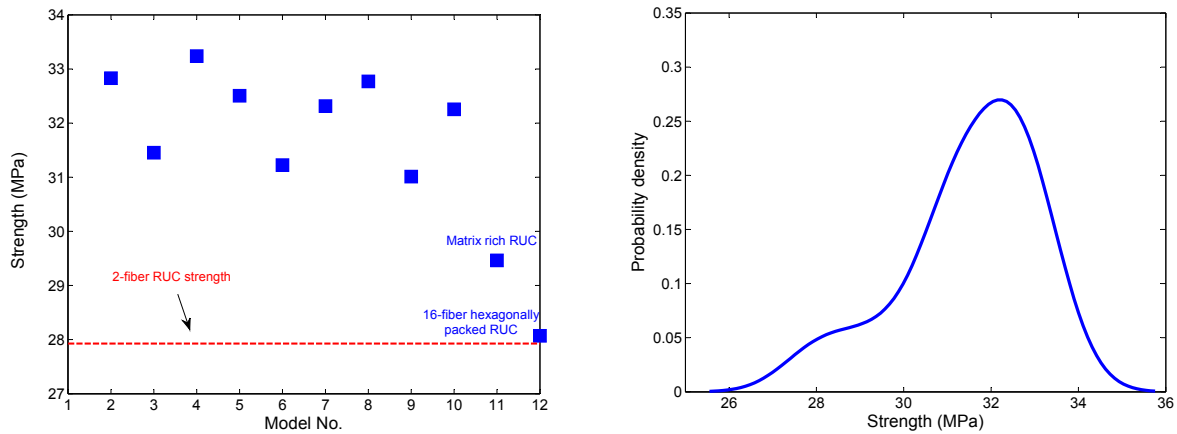 34
33
32
31
30
29
28
27
Strength (MPa)
Matrix rich RUC
2-fiber RUC strength
16-fiber hexagonally
packed RUC
1 2 3 4 5 6 7 8 9 10 11 12
Model No.
0.35
0.3
0.25
0.2
0.15
0.1
0.05
0
Probability density
26 28 30 32 34 36
Strength (MPa)